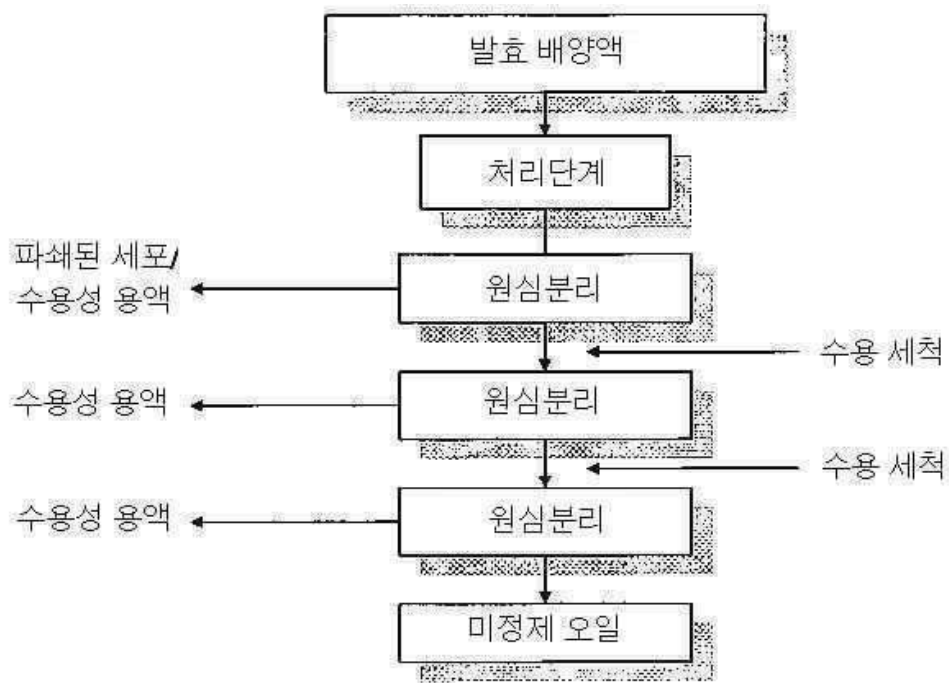 발효 배양액
처리단계
파쇄된 세포/
수용성 용액
원심분리
수용 세척
수용성 용액
원심분리
수용 세척
수용성 용액
원심분리
미정제 오일